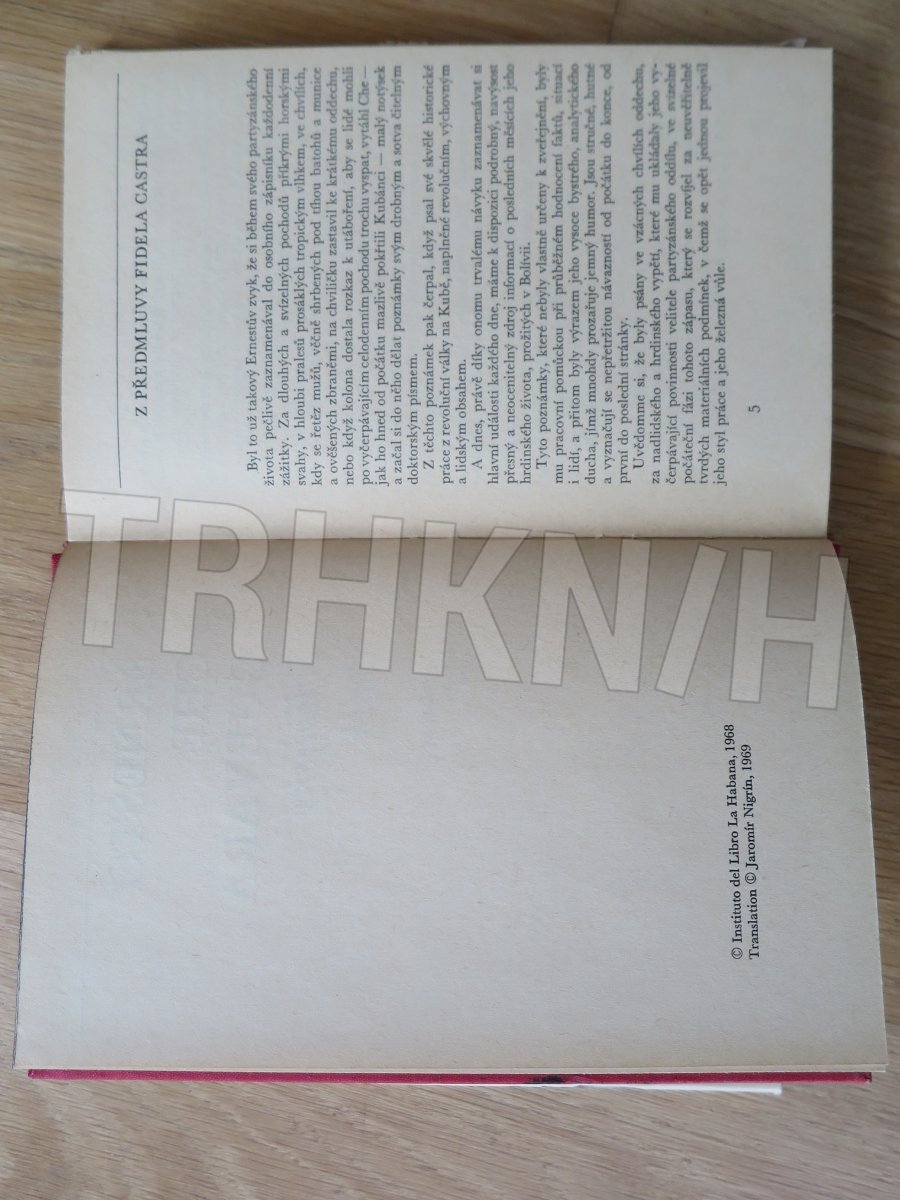 © Instituto del Libro La Habana, 1968
Translation © Jaromír Nigrín, 1969
Z PŘEDMLUVY FIDELA CASTRA
Byl to už takový Ernestův zvyk, že si během svého partyzánského
života pečlivě zaznamenával do osobního zápisníku každodenní
zážitky. Za dlouhých a svízelných pochodů příkrými horskými
svahy, v hloubi pralesů prosáklých tropickým vlhkem, ve chvílích,
kdy se řetěz mužů, věčně shrbených pod tíhou batohů a munice
a ověšených zbraněmi, na chviličku zastavil ke krátkému oddechu,
nebo když kolona dostala rozkaz k utáboření, aby se lidé mohli
po vyčerpávajícím celodenním pochodu trochu vyspat, vytáhl Che —
jak ho hned od počátku mazlivě pokřtili Kubánci — malý notýsek
a začal si do něho dělat poznámky svým drobným a sotva čitelným
doktorským písmem.
Z těchto poznámek pak čerpal, když psal své skvělé historické
práce z revoluční války na Kubě, naplněné revolučním, výchovným
a lidským obsahem.
A dnes, právě díky onomu trvalému návyku zaznamenávat si
hlavní události každého dne, máme k dispozici podrobný, navýsost
přesný a neocenitelný zdroj informací o posledních měsících jeho
hrdinského života, prožitých v Bolívii.
Tyto poznámky, které nebyly vlastně určeny k zveřejnění, byly
mu pracovní pomůckou při průběžném hodnocení faktů, situací
i lidí, a přitom byly výrazem jeho vysoce bystrého, analytického
ducha, jímž mnohdy prozařuje jemný humor. Jsou stručné, hutné
a vyznačují se nepřetržitou návazností od počátku do konce, od
první do poslední stránky.
Uvědomme si, že byly psány ve vzácných chvílích oddechu,
za nadlidského a hrdinského vypětí, které mu ukládaly jeho vy-
čerpávající povinnosti velitele partyzánského oddílu, ve svízelné
počáteční fázi tohoto zápasu, který se rozvíjel za neuvěřitelně
tvrdých materiálních podmínek, v čemž se opět jednou projevil
jeho styl práce a jeho železná vůle.
5
TRHKN/H